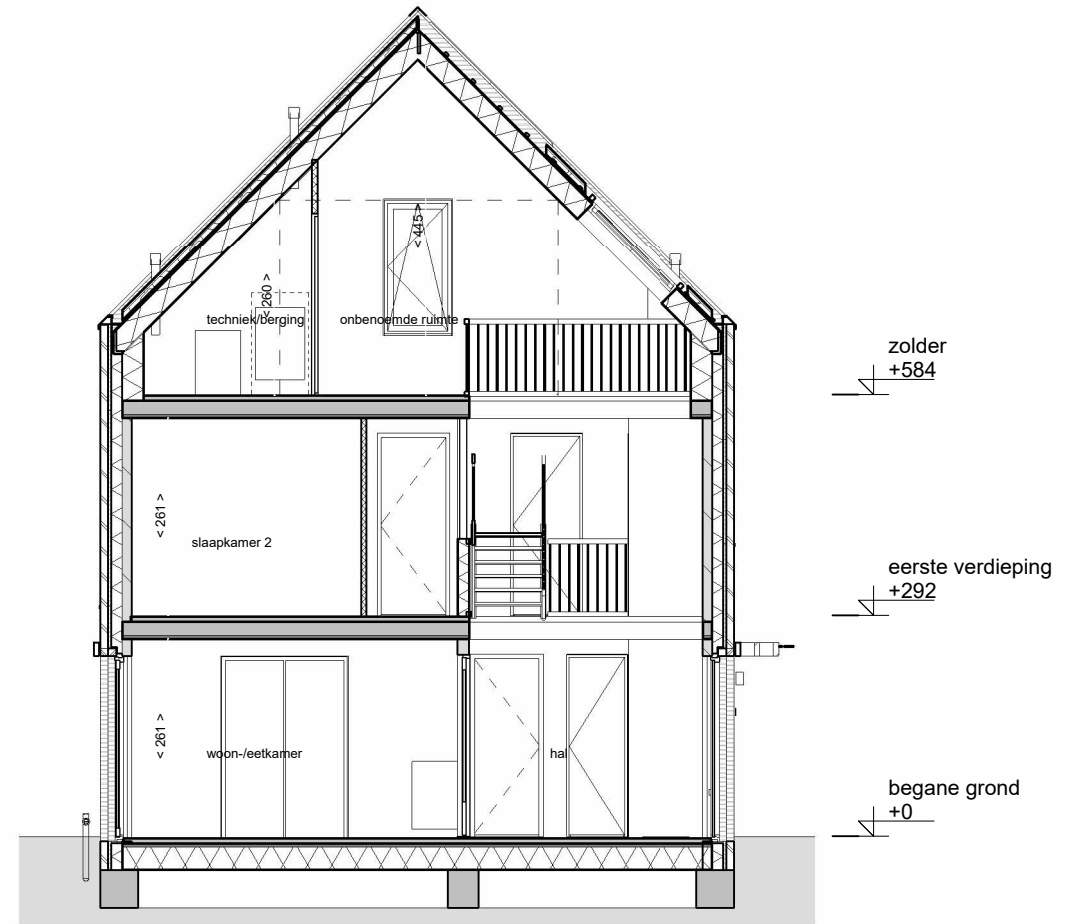 < 445 >
< 260 >
techniek/berging
onbenoemde ruimte
zolder
+584
< 261 >
slaapkamer 2
eerste verdieping
+292
< 261 >
woon-/eetkamer
hal
begane grond
+0